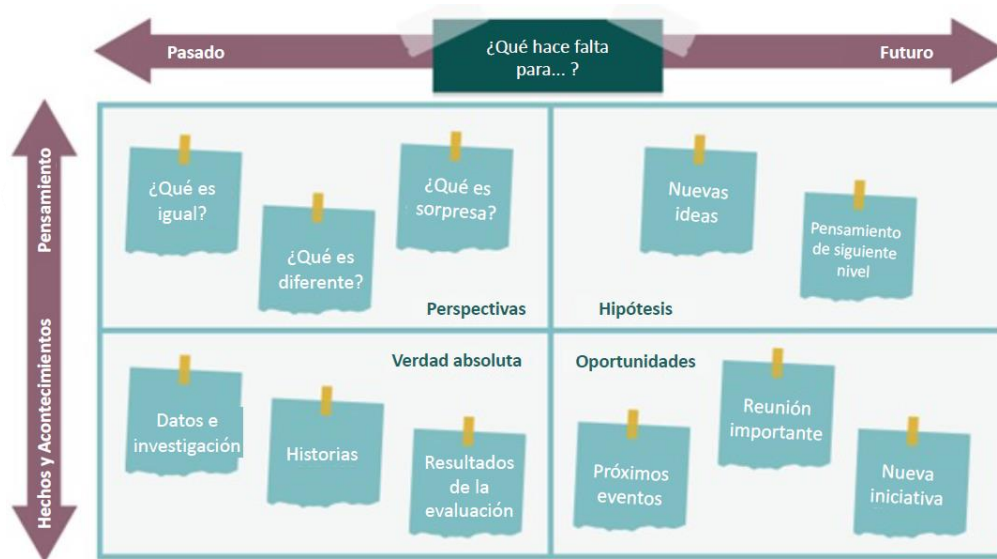 Pasado
¿Qué hace falta
para... ?
Futuro
Pensamiento
Hechos y Acontecimientos
¿Qué es
igual?
¿Qué es
diferente?
¿Qué es
sorpresa?
Perspectivas
Nuevas
ideas
Pensamiento
de siguiente
nivel
Hipótesis
Verdad absoluta
Datos e
investigación
Historias
Resultados
de la
evaluación
Oportunidades
Próximos
eventos
Reunión
importante
Nueva
iniciativa